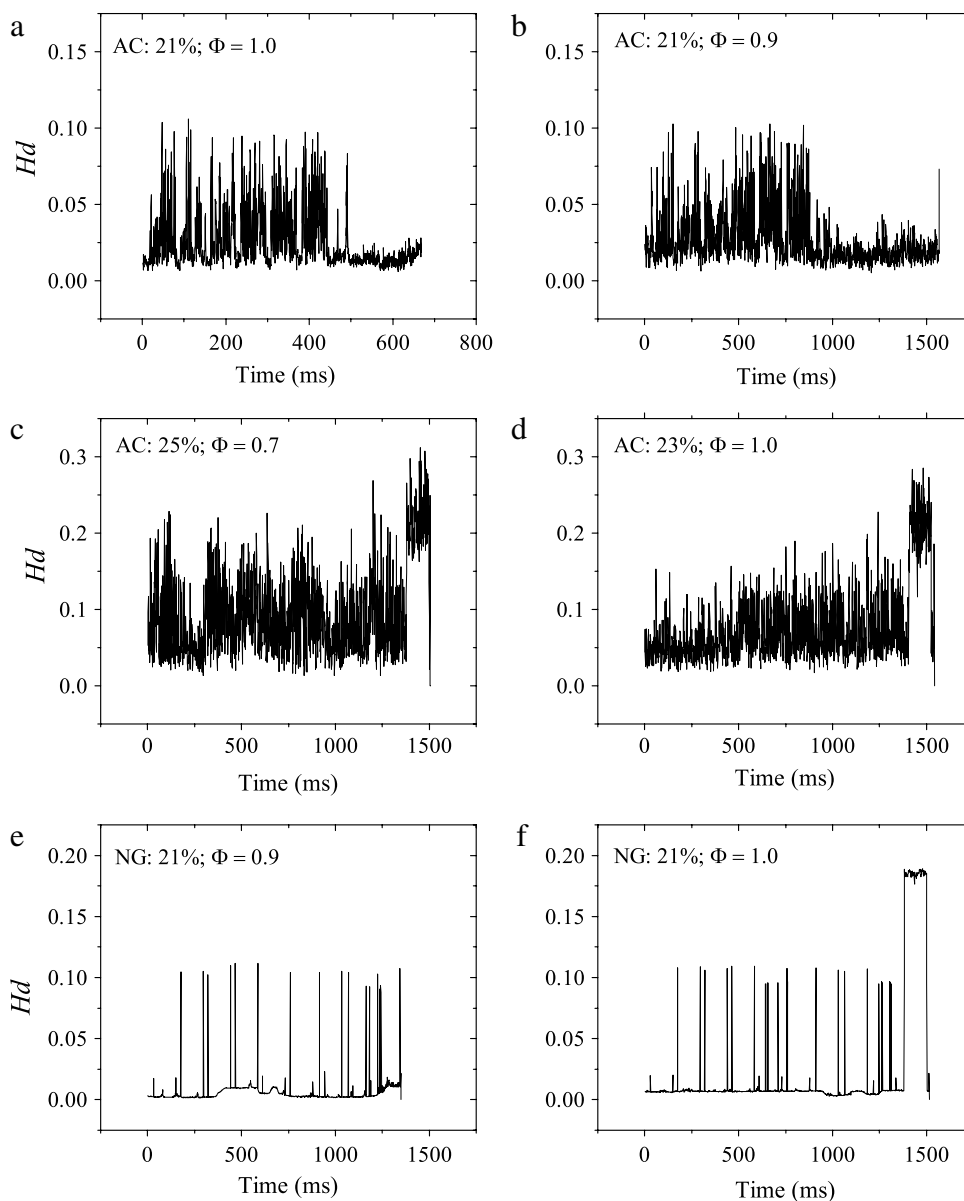 a
AC: 21%; Φ = 1.0
0.15
0.10
0.05
0.00
Hd
0 200 400 600 800
Time (ms)
b
AC: 21%; Φ = 0.9
0.15
0.10
0.05
0.00
0 500 1000 1500
Time (ms)
c
AC: 25%; Φ = 0.7
0.3
0.2
0.1
0.0
Hd
0 500 1000 1500
Time (ms)
d
AC: 23%; Φ = 1.0
0.3
0.2
0.1
0.0
0 500 1000 1500
Time (ms)
e
NG: 21%; Φ = 0.9
0.20
0.15
0.10
0.05
0.00
Hd
0 500 1000 1500
Time (ms)
f
NG: 21%; Φ = 1.0
0.20
0.15
0.10
0.05
0.00
0 500 1000 1500
Time (ms)